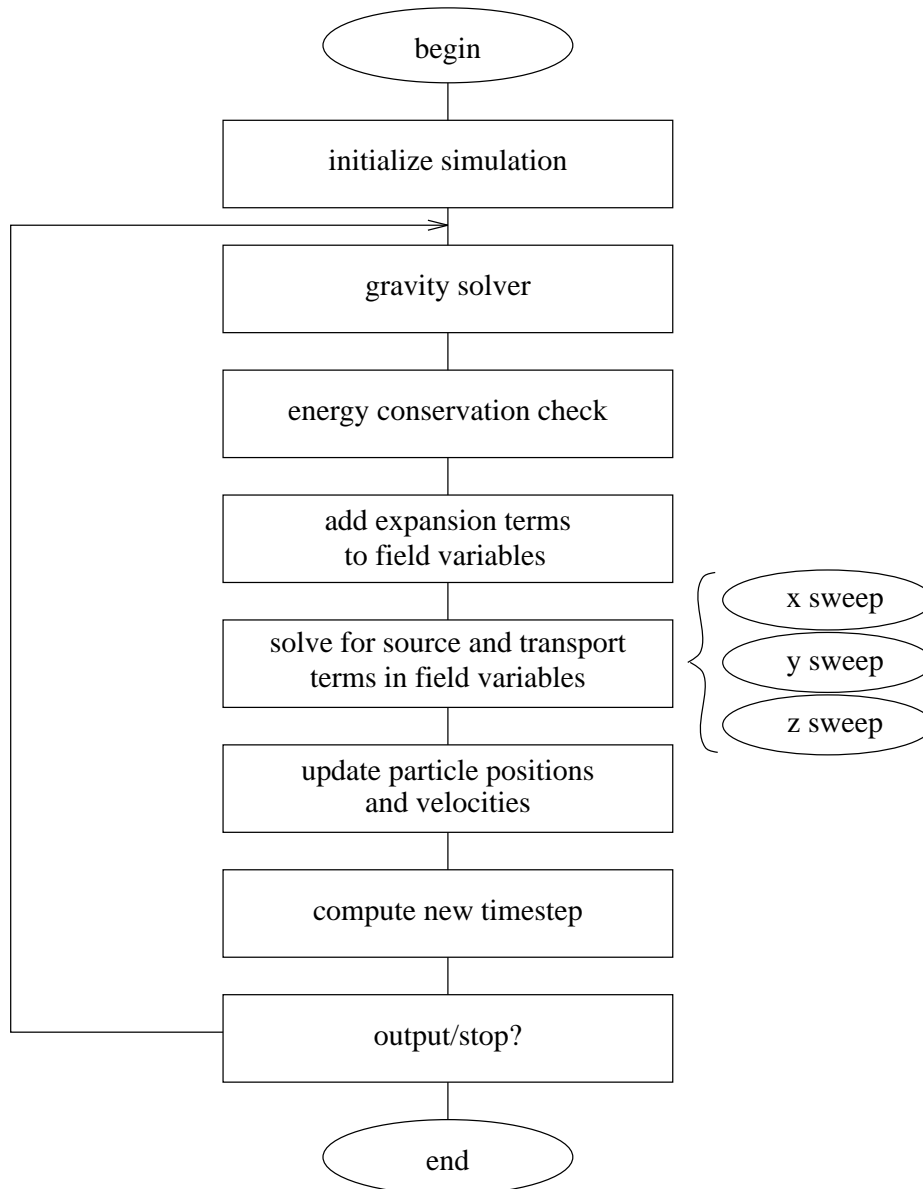 begin
initialize simulation
gravity solver
energy conservation check
add expansion terms
to field variables
solve for source and transport
terms in field variables
x sweep
y sweep
z sweep
update particle positions
and velocities
compute new timestep
output/stop?
end